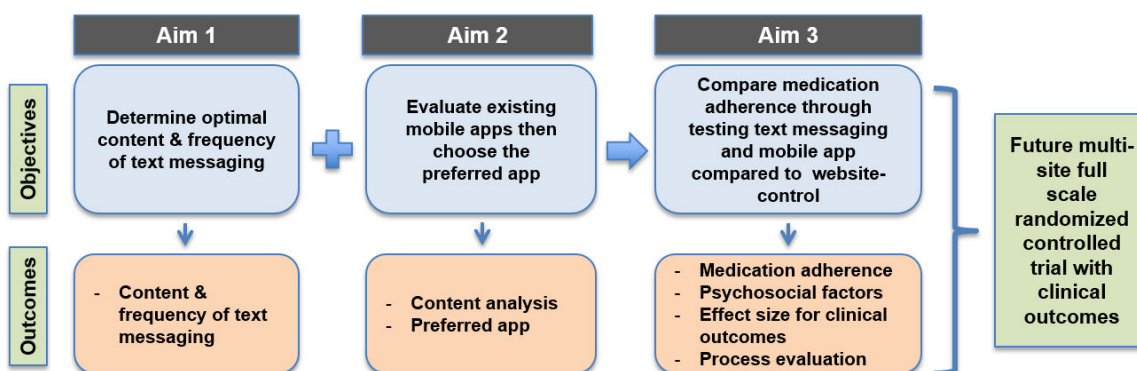 Aim 1
Aim 2
Aim 3
Objectives
Determine optimal
content & frequency
of text messaging
Evaluate existing
mobile apps then
choose the
preferred app
Compare medication
adherence through
testing text messaging
and mobile app
compared to website-
control
Outcomes
- Content &
frequency of text
messaging
- Content analysis
- Preferred app
- Medication adherence
- Psychosocial factors
- Effect size for clinical
outcomes
- Process evaluation
Future multi-
site full
scale
randomized
controlled
trial with
clinical
outcomes